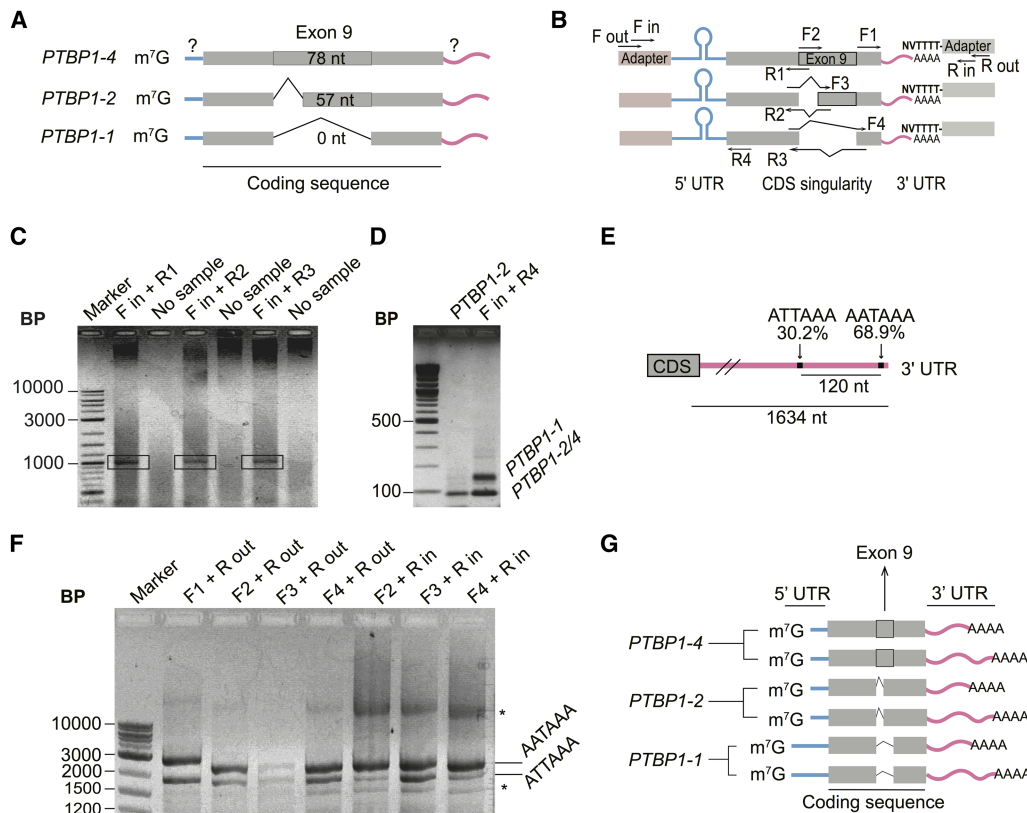 A
Exon 9
?
?
PTBP1-4 m⁷G 78 nt
PTBP1-2 m⁷G 57 nt
PTBP1-1 m⁷G 0 nt
Coding sequence
B
F in
F out
F2
F1
NVTTTT- Adapter
Adapter
Exon 9
AAAA
R in
R out
R1
F3
NVTTTT-
AAAA
R2
F4
NVTTTT-
AAAA
R4
R3
5' UTR
CDS singularity
3' UTR
C
Marker
F in + R1
No sample
F in + R2
No sample
F in + R3
No sample
BP
10000
3000
1000
D
PTBP1-2
F in + R4
BP
500
100
PTBP1-1
PTBP1-2/4
E
ATTAAA AATAAA
30.2% 68.9%
CDS
3' UTR
120 nt
1634 nt
F
Marker
F1 + R out
F2 + R out
F3 + R out
F4 + R out
F2 + R in
F3 + R in
F4 + R in
BP
10000
3000
2000
1500
1200
*
AATAAA
ATTAAA
*
G
Exon 9
5' UTR
3' UTR
PTBP1-4
m⁷G AAAA
m⁷G AAAA
PTBP1-2
m⁷G AAAA
m⁷G AAAA
PTBP1-1
m⁷G AAAA
m⁷G AAAA
Coding sequence